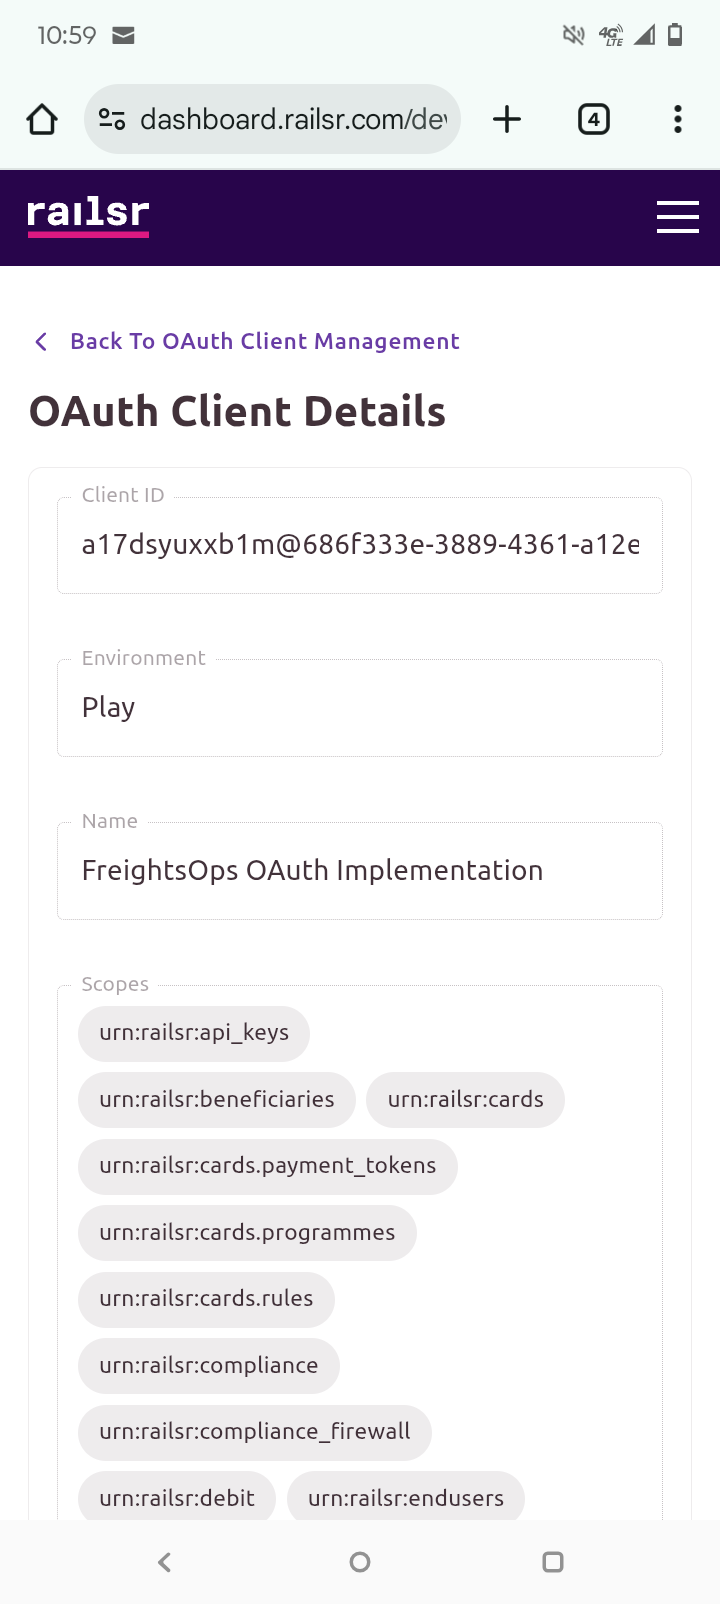 10:59
4G
LTE
dashboard.railsr.com/de
4
railsr
Back To OAuth Client Management
OAuth Client Details
Client ID
a17dsyuxxb1m@686f333e-3889-4361-a12e
Environment
Play
Name
FreightsOps OAuth Implementation
Scopes
urn:railsr:api_keys
urn:railsr:beneficiaries urn:railsr:cards
urn:railsr:cards.payment_tokens
urn:railsr:cards.programmes
urn:railsr:cards.rules
urn:railsr:compliance
urn:railsr:compliance_firewall
urn:railsr:debit urn:railsr:endusers